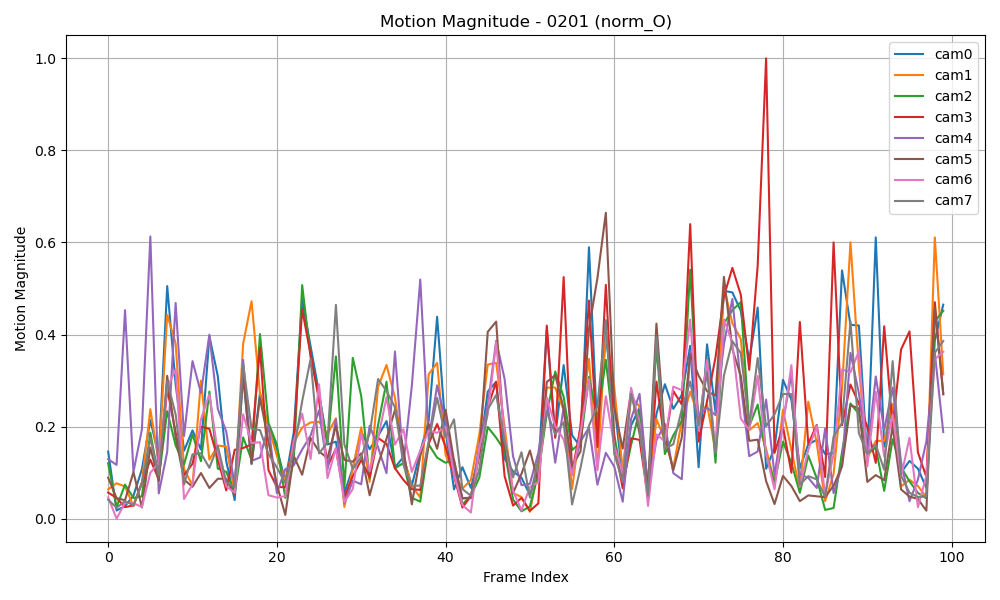 Motion Magnitude - 0201 (norm_O)
Motion Magnitude
1.0
0.8
0.6
0.4
0.2
0.0
0
20
40
60
80
100
Frame Index
cam0
cam1
cam2
cam3
cam4
cam5
cam6
cam7